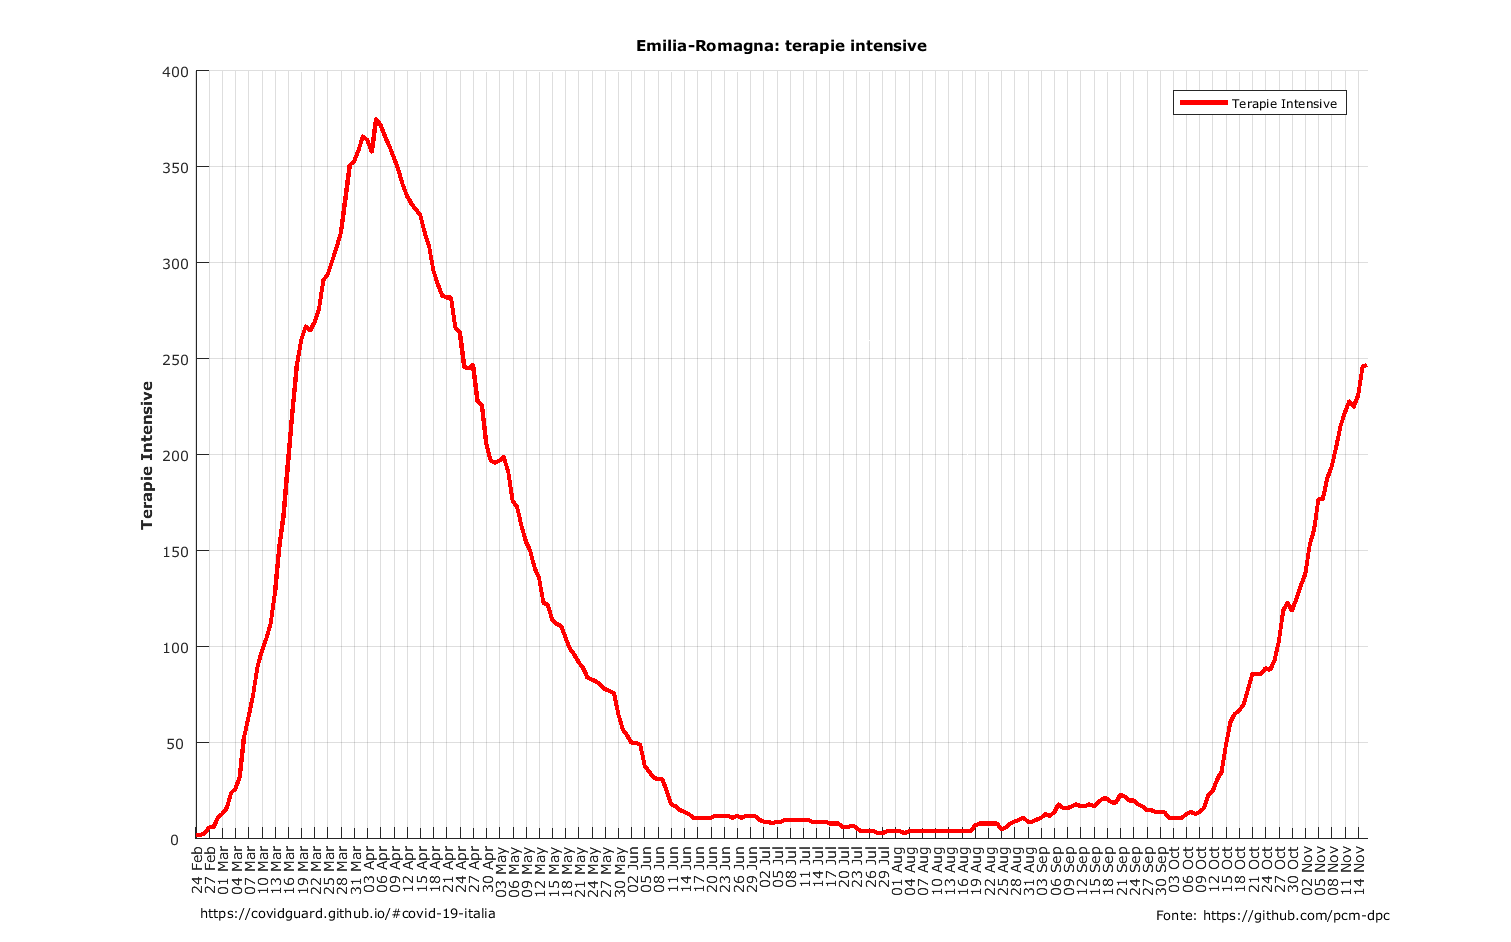 Emilia-Romagna: terapie intensive
Terapie Intensive
Terapie Intensive
400
350
300
250
200
150
100
50
0
24 Feb
27 Feb
01 Mar
04 Mar
07 Mar
10 Mar
13 Mar
16 Mar
19 Mar
22 Mar
25 Mar
28 Mar
31 Mar
03 Apr
06 Apr
09 Apr
12 Apr
15 Apr
18 Apr
21 Apr
24 Apr
27 Apr
30 Apr
03 May
06 May
09 May
12 May
15 May
18 May
21 May
24 May
27 May
30 May
02 Jun
05 Jun
08 Jun
11 Jun
14 Jun
17 Jun
20 Jun
23 Jun
26 Jun
29 Jun
02 Jul
05 Jul
08 Jul
11 Jul
14 Jul
17 Jul
20 Jul
23 Jul
26 Jul
29 Jul
01 Aug
04 Aug
07 Aug
10 Aug
13 Aug
16 Aug
19 Aug
22 Aug
25 Aug
28 Aug
31 Aug
03 Sep
06 Sep
09 Sep
12 Sep
15 Sep
18 Sep
21 Sep
24 Sep
27 Sep
30 Sep
03 Oct
06 Oct
09 Oct
12 Oct
15 Oct
18 Oct
21 Oct
24 Oct
27 Oct
30 Oct
02 Nov
05 Nov
08 Nov
11 Nov
14 Nov
https://covidguard.github.io/#covid-19-italia
Fonte: https://github.com/pcm-dpc